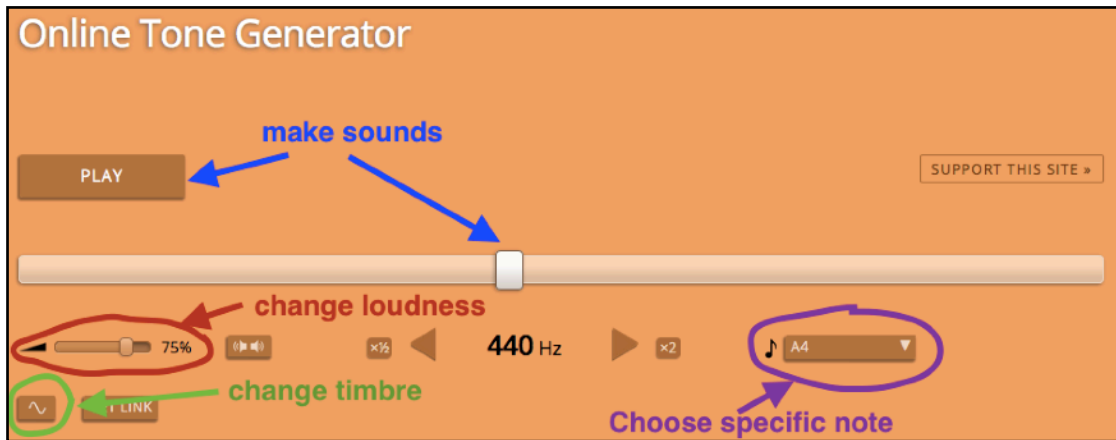 Online Tone Generator
make sounds
PLAY
SUPPORT THIS SITE »
change loudness
75%
×½
440 Hz
×2
A4
change timbre
LINK
Choose specific note